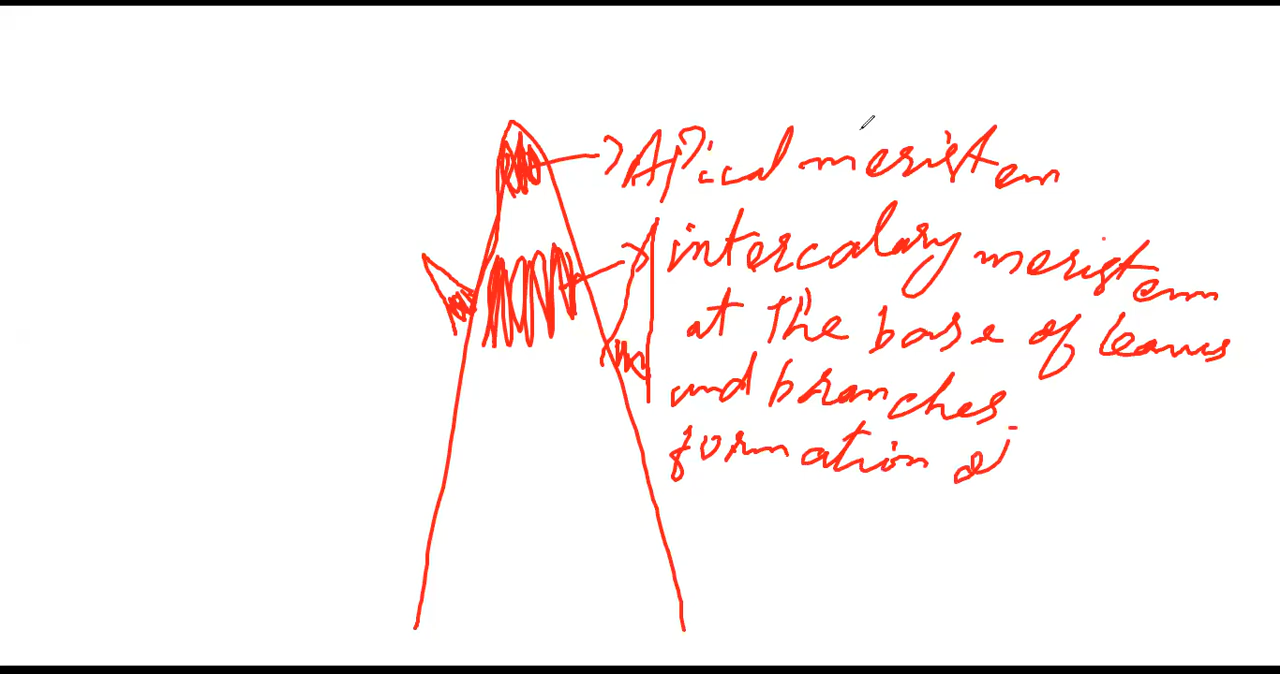 Apical meristem
intercalary meristem
at the base of leaves
and branches
formation